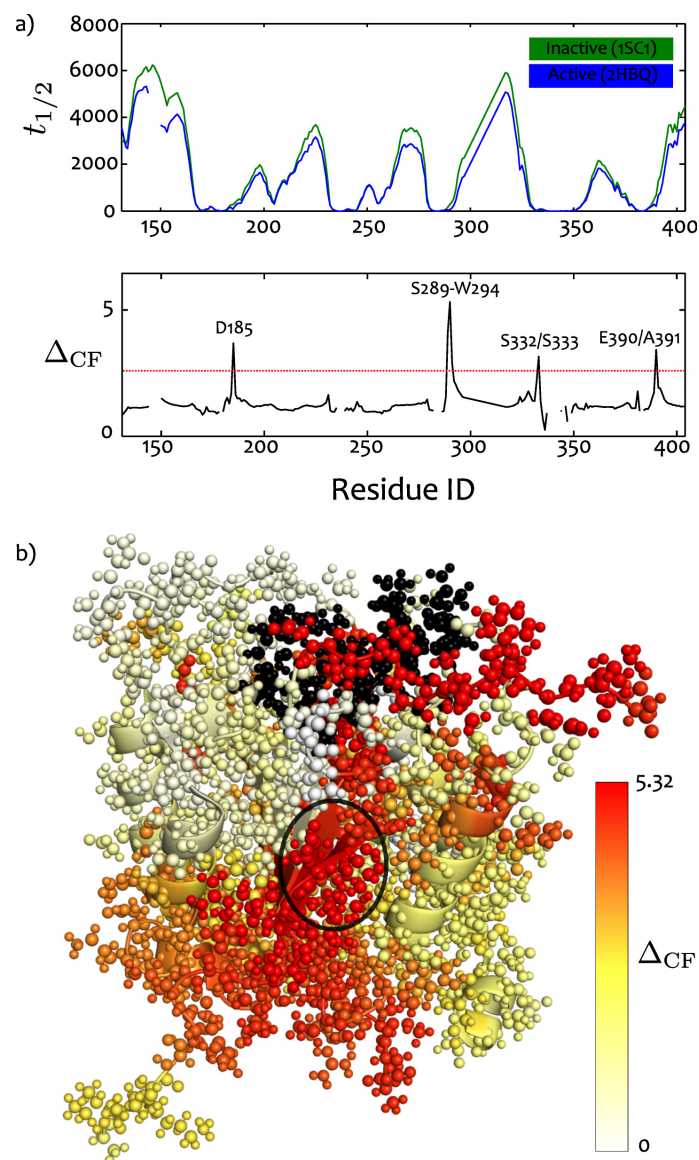 a)
8000
6000
4000
2000
0
t1/2
Inactive (1SC1)
Active (2HBQ)
150 200 250 300 350 400
5
0
ΔCF
D185
S289-W294
S332/S333
E390/A391
150 200 250 300 350 400
Residue ID
b)
5.32
ΔCF
0